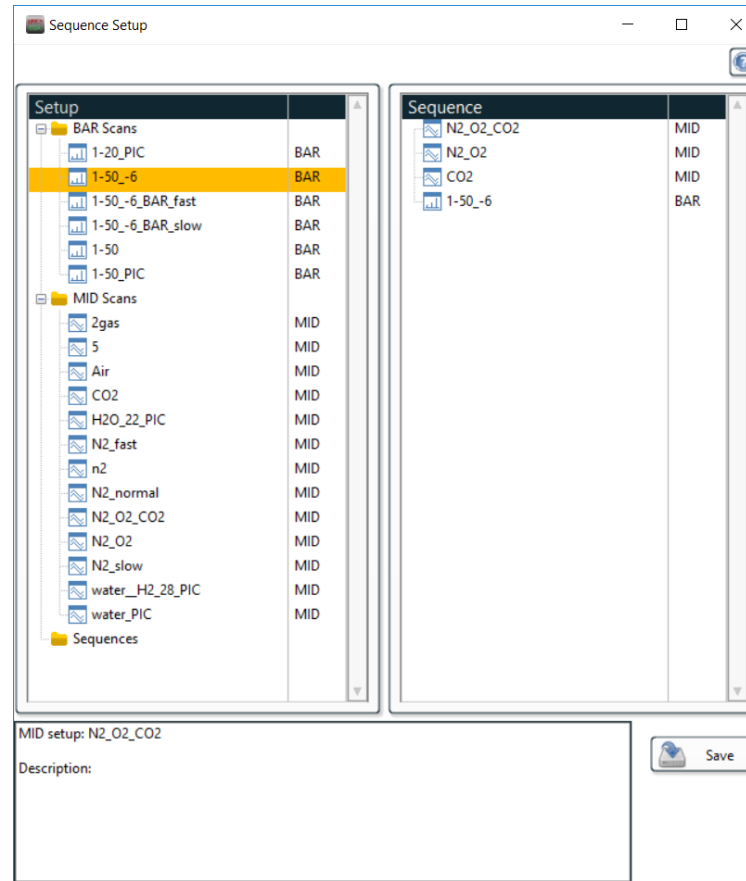 Sequence Setup
Setup
BAR Scans
1-20_PIC BAR
1-50_-6 BAR
1-50_-6_BAR_fast BAR
1-50_-6_BAR_slow BAR
1-50 BAR
1-50_PIC BAR
MID Scans
2gas MID
5 MID
Air MID
CO2 MID
H2O_22_PIC MID
N2_fast MID
n2 MID
N2_normal MID
N2_O2_CO2 MID
N2_O2 MID
N2_slow MID
water__H2_28_PIC MID
water_PIC MID
Sequences
Sequence
N2_O2_CO2 MID
N2_O2 MID
CO2 MID
1-50_-6 BAR
MID setup: N2_O2_CO2
Description:
Save